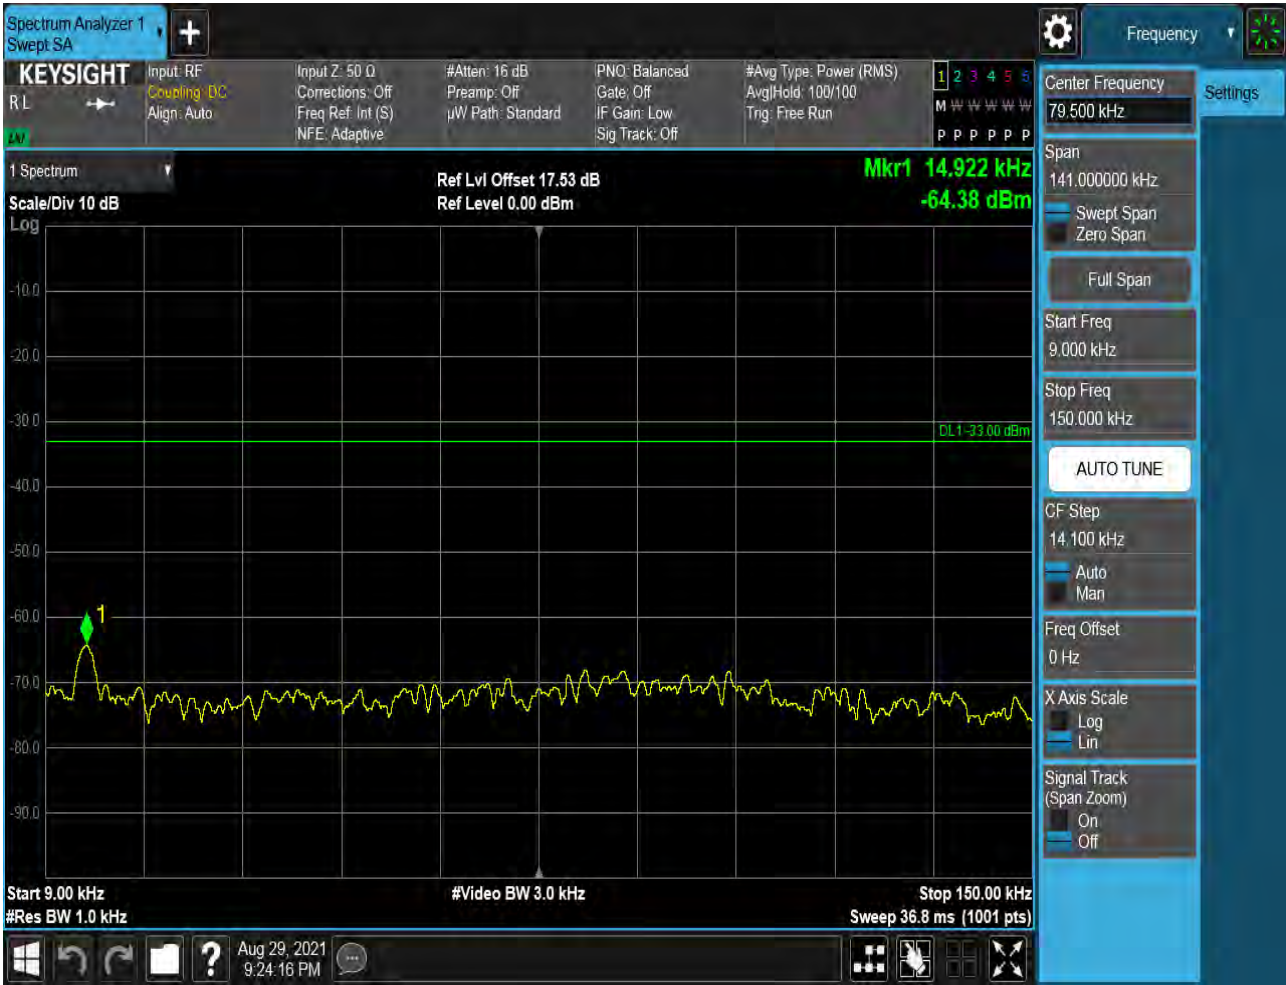 Spectrum Analyzer 1
Swept SA
Frequency
KEYSIGHT
R L
LXI
Input: RF
Coupling: DC
Align: Auto
Input Z: 50 Ω
Corrections: Off
Freq Ref: Int (S)
NFE: Adaptive
#Atten: 16 dB
Preamp: Off
µW Path: Standard
PNO: Balanced
Gate: Off
IF Gain: Low
Sig Track: Off
#Avg Type: Power (RMS)
Avg|Hold: 100/100
Trig: Free Run
1 2 3 4 5 6
M W W W W W
P P P P P P
1 Spectrum
Scale/Div 10 dB
Log
Ref Lvl Offset 17.53 dB
Ref Level 0.00 dBm
Mkr1 14.922 kHz
-64.38 dBm
-10.0
-20.0
-30.0
DL1 -33.00 dBm
-40.0
-50.0
-60.0
1
-70.0
-80.0
-90.0
Start 9.00 kHz
#Res BW 1.0 kHz
#Video BW 3.0 kHz
Stop 150.00 kHz
Sweep 36.8 ms (1001 pts)
Center Frequency
79.500 kHz
Settings
Span
141.000000 kHz
Swept Span
Zero Span
Full Span
Start Freq
9.000 kHz
Stop Freq
150.000 kHz
AUTO TUNE
CF Step
14.100 kHz
Auto
Man
Freq Offset
0 Hz
X Axis Scale
Log
Lin
Signal Track
(Span Zoom)
On
Off
?
Aug 29, 2021
9:24:16 PM